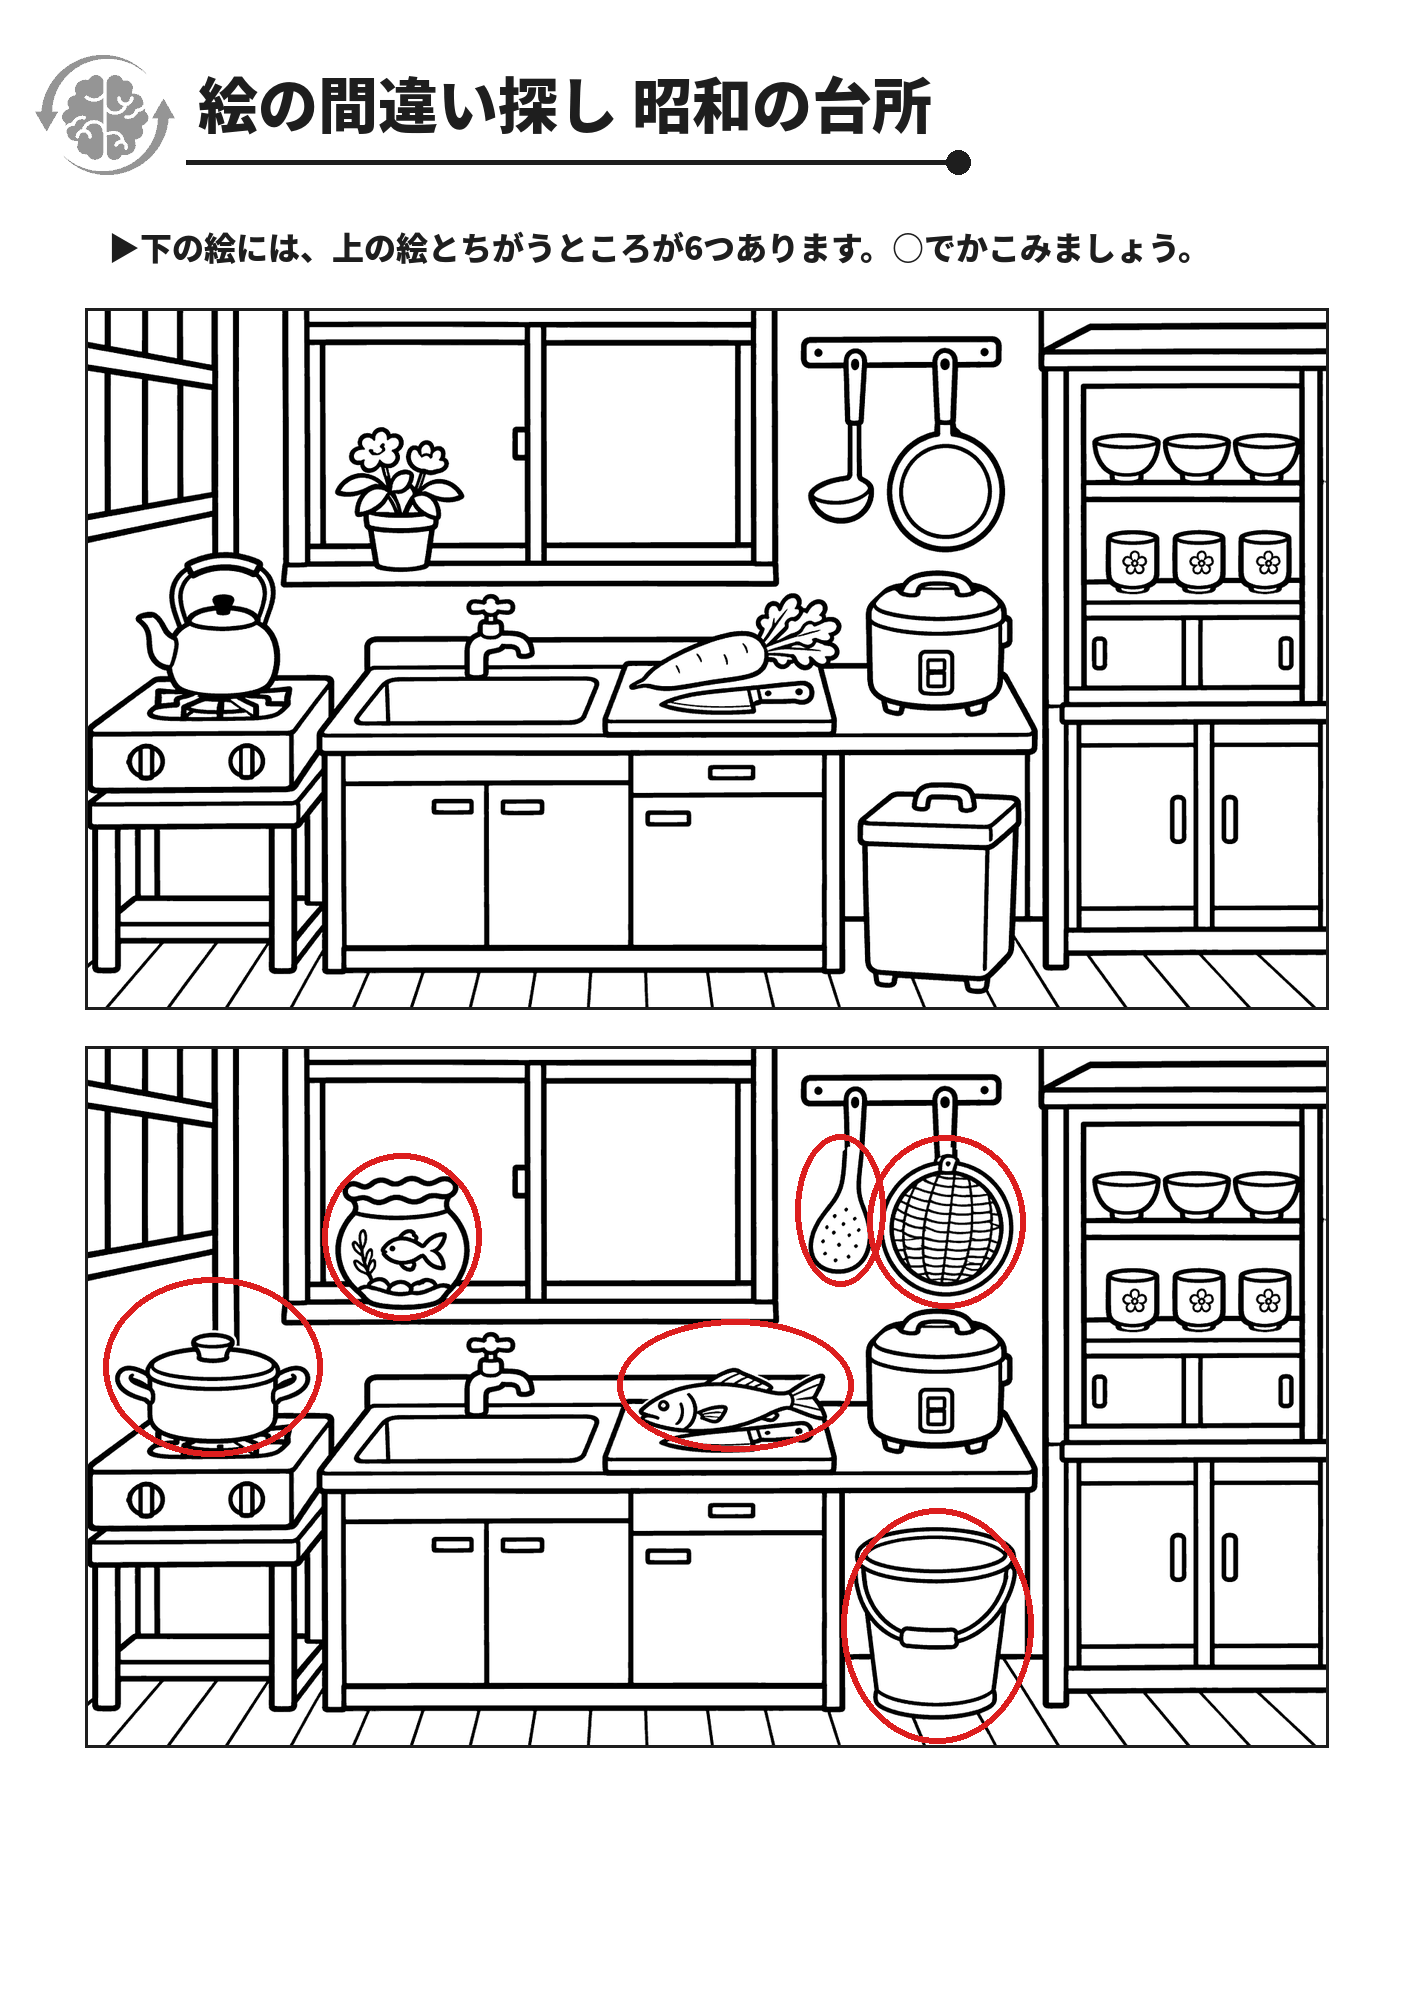 絵の間違い探し 昭和の台所
▶下の絵には、上の絵とちがうところが6つあります。○でかこみましょう。